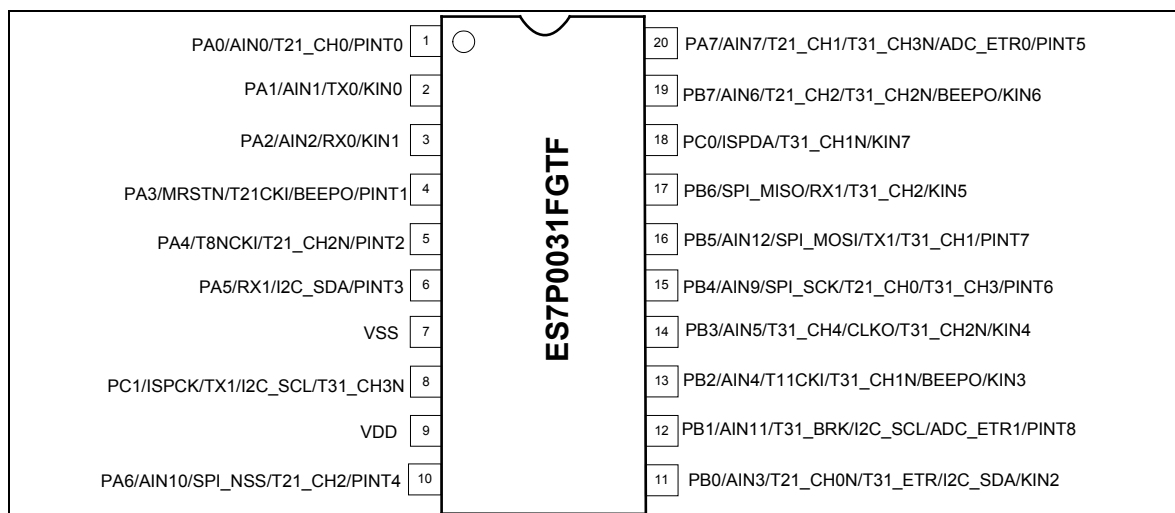 PA0/AIN0/T21_CH0/PINT0 1
PA1/AIN1/TX0/KIN0 2
PA2/AIN2/RX0/KIN1 3
PA3/MRSTN/T21CKI/BEEPO/PINT1 4
PA4/T8NCKI/T21_CH2N/PINT2 5
PA5/RX1/I2C_SDA/PINT3 6
VSS 7
PC1/ISPCK/TX1/I2C_SCL/T31_CH3N 8
VDD 9
PA6/AIN10/SPI_NSS/T21_CH2/PINT4 10
ES7P0031FGTF
20 PA7/AIN7/T21_CH1/T31_CH3N/ADC_ETR0/PINT5
19 PB7/AIN6/T21_CH2/T31_CH2N/BEEPO/KIN6
18 PC0/ISPDA/T31_CH1N/KIN7
17 PB6/SPI_MISO/RX1/T31_CH2/KIN5
16 PB5/AIN12/SPI_MOSI/TX1/T31_CH1/PINT7
15 PB4/AIN9/SPI_SCK/T21_CH0/T31_CH3/PINT6
14 PB3/AIN5/T31_CH4/CLKO/T31_CH2N/KIN4
13 PB2/AIN4/T11CKI/T31_CH1N/BEEPO/KIN3
12 PB1/AIN11/T31_BRK/I2C_SCL/ADC_ETR1/PINT8
11 PB0/AIN3/T21_CH0N/T31_ETR/I2C_SDA/KIN2